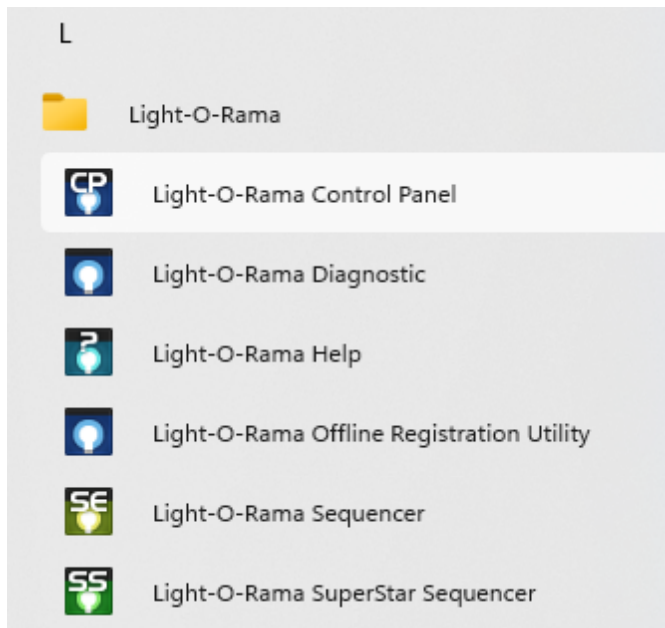 L
Light-O-Rama
CP
Light-O-Rama Control Panel
Light-O-Rama Diagnostic
?
Light-O-Rama Help
Light-O-Rama Offline Registration Utility
SE
Light-O-Rama Sequencer
SS
Light-O-Rama SuperStar Sequencer